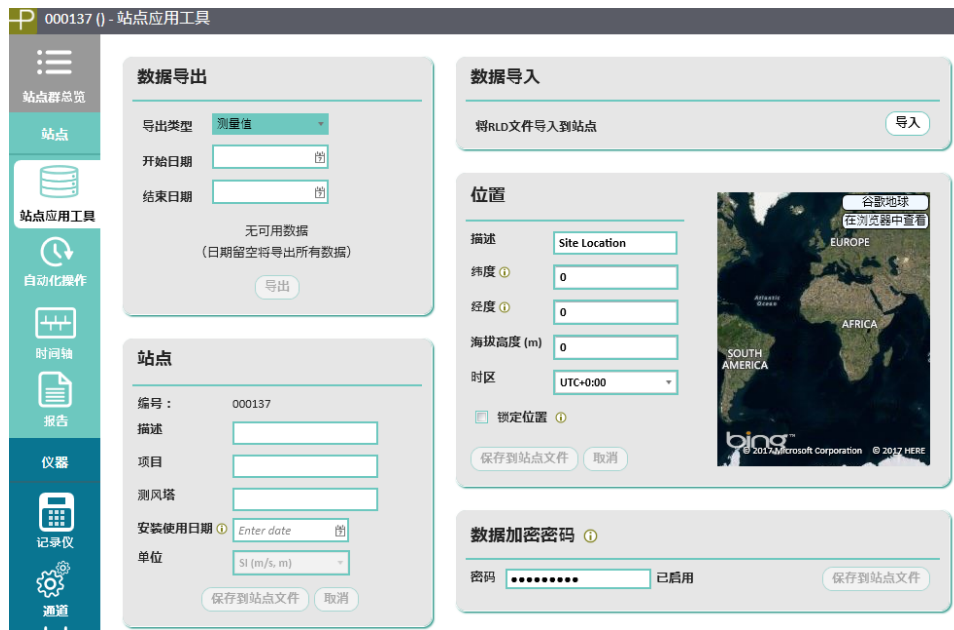 000137 () - 站点应用工具
站点群总览
站点
站点应用工具
自动化操作
时间轴
报告
仪器
记录仪
通道
数据导出
导出类型 测量值
开始日期
结束日期
无可用数据
（日期留空将导出所有数据）
导出
站点
编号： 000137
描述
项目
测风塔
安装使用日期 Enter date
单位 SI (m/s, m)
保存到站点文件 取消
数据导入
将RLD文件导入到站点 导入
位置
描述 Site Location
纬度 0
经度 0
海拔高度 (m) 0
时区 UTC+0:00
锁定位置
保存到站点文件 取消
谷歌地球
在浏览器中查看
EUROPE
Atlantic
Ocean
AFRICA
SOUTH
AMERICA
bing™
© 2017 Microsoft Corporation © 2017 HERE
数据加密密码
密码 ●●●●●●●●● 已启用 保存到站点文件